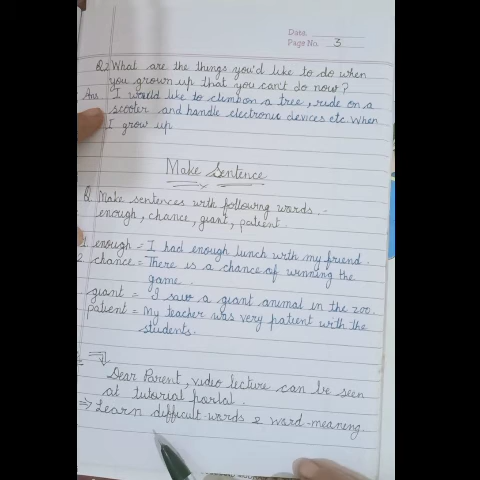 Date
Page No. 3
Q2 What are the things you'd like to do when
you grown up that you can't do now?
Ans I would like to climb on a tree, ride on a
scooter and handle electronic devices etc When
I grow up
Make Sentence
Q Make sentences with following words. -
enough, chance, giant, patient.
1. enough = I had enough lunch with my friend.
2. chance = There is a chance of winning the
game.
giant = I saw a giant animal in the zoo.
patient = My teacher was very patient with the
students.
Dear Parent, video lecture can be seen
at tutorial portal.
⇒ Learn difficult-words & word-meaning.